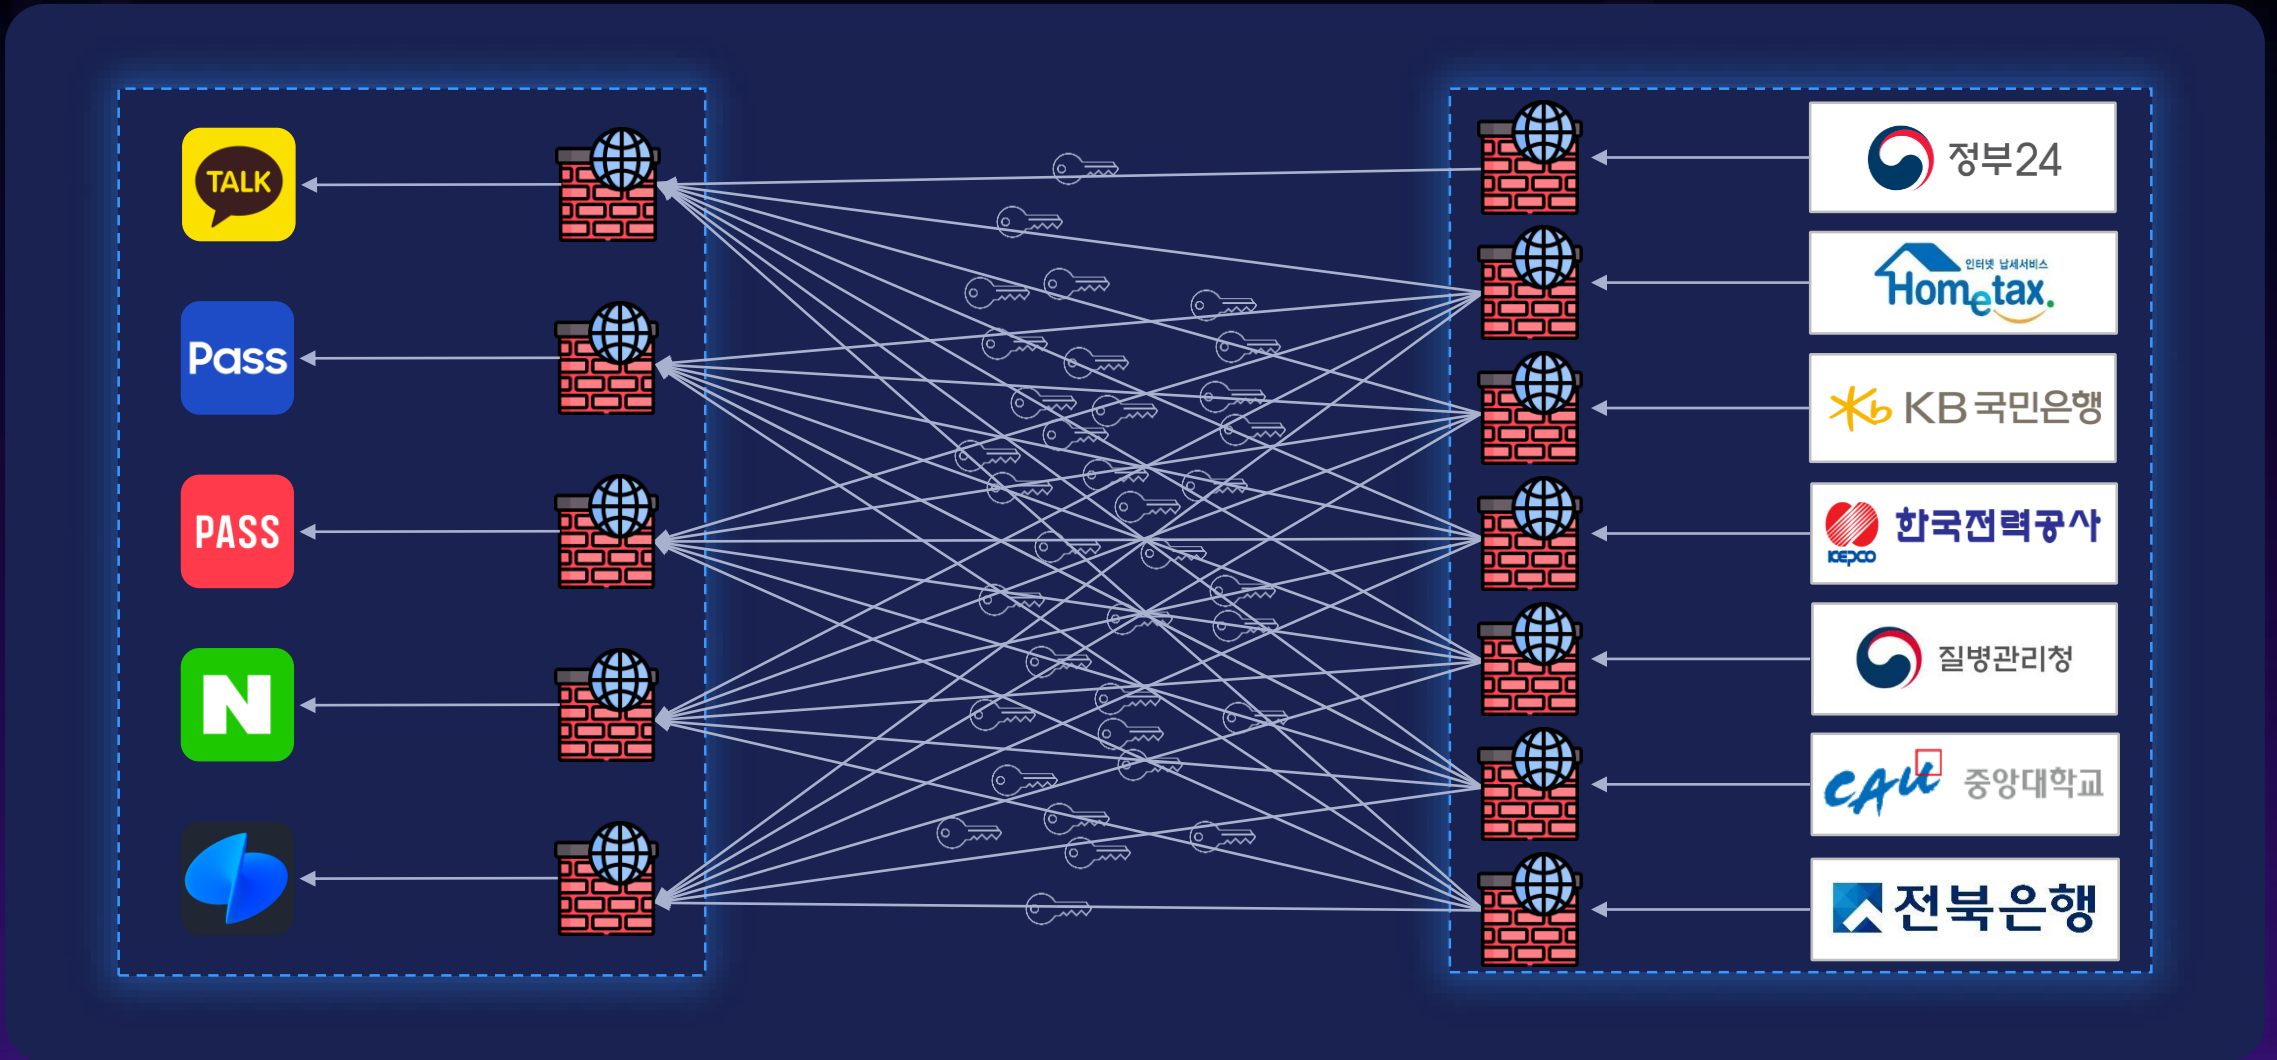 TALK
Pass
PASS
N
정부24
인터넷 납세서비스
Hometax.
Kb KB국민은행
KEPCO 한국전력공사
질병관리청
CAU 중앙대학교
전북은행